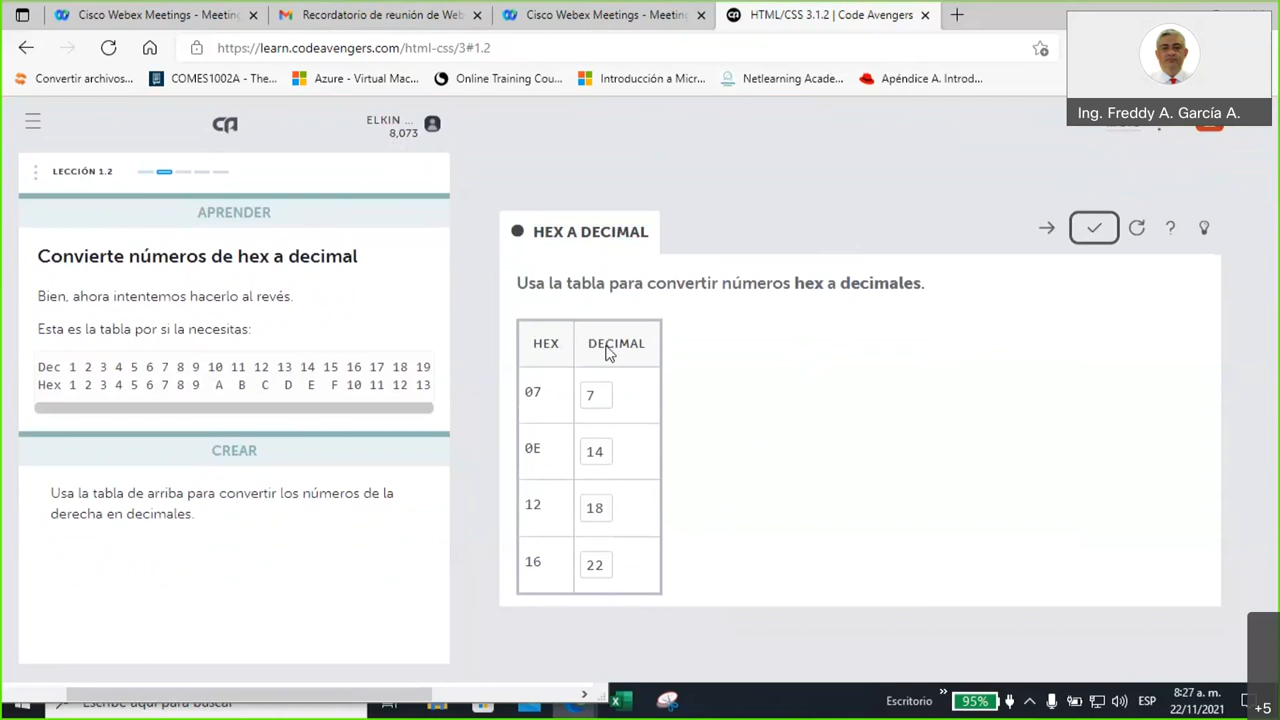 Cisco Webex Meetings - Meeting
Recordatorio de reunión de Web
Cisco Webex Meetings - Meeting
HTML/CSS 3.1.2 | Code Avengers
https://learn.codeavengers.com/html-css/3#1.2
Convertir archivos...
COMES1002A - The...
Azure - Virtual Mac...
Online Training Cou...
Introducción a Micr...
Netlearning Acade...
Apéndice A. Introd...
Ing. Freddy A. García A.
ELKIN ...
8,073
LECCIÓN 1.2
APRENDER
Convierte números de hex a decimal
Bien, ahora intentemos hacerlo al revés.
Esta es la tabla por si la necesitas:
Dec 1 2 3 4 5 6 7 8 9 10 11 12 13 14 15 16 17 18 19
Hex 1 2 3 4 5 6 7 8 9 A B C D E F 10 11 12 13
CREAR
Usa la tabla de arriba para convertir los números de la
derecha en decimales.
HEX A DECIMAL
Usa la tabla para convertir números hex a decimales.
HEX DECIMAL
07 7
0E 14
12 18
16 22
Escribe aquí para buscar
Escritorio
95%
ESP
8:27 a. m.
22/11/2021
+5